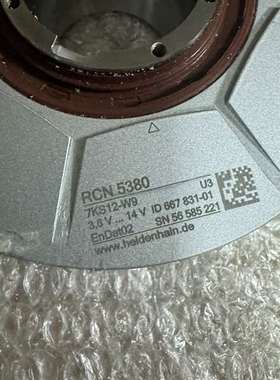 RCN 5380
U3
7KS12-W9
3,6 V ... 14 V ID 667 831-01
EnDat02 SN 56 585 221
www.heidenhain.de